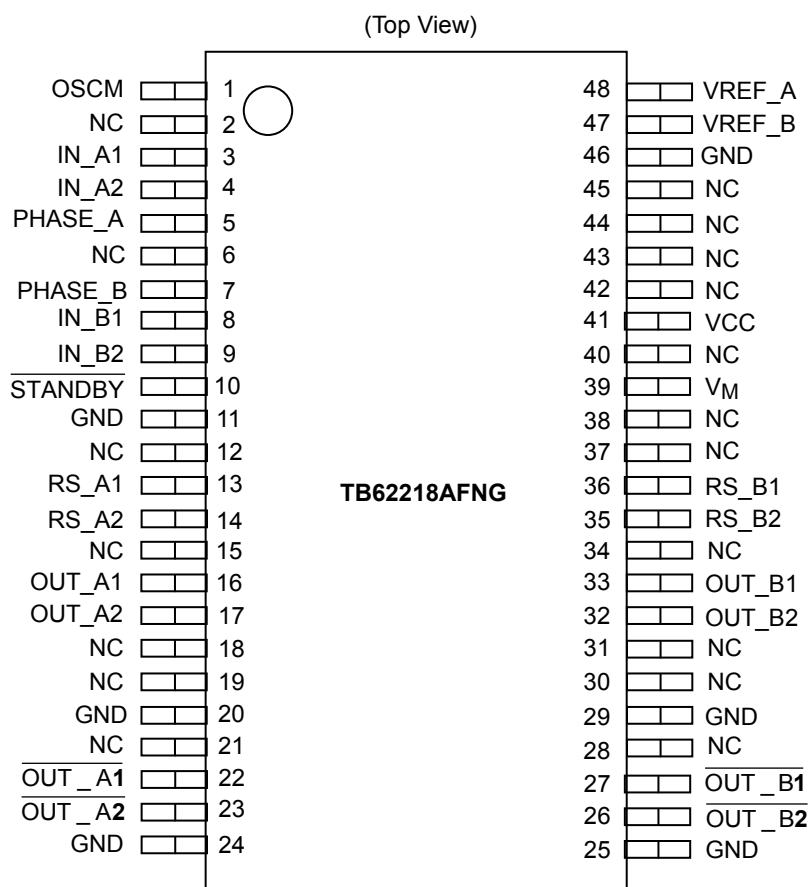 (Top View)
OSCM 1 48 VREF_A
NC 2 47 VREF_B
IN_A1 3 46 GND
IN_A2 4 45 NC
PHASE_A 5 44 NC
NC 6 43 NC
PHASE_B 7 42 NC
IN_B1 8 41 VCC
IN_B2 9 40 NC
STANDBY 10 39 VM
GND 11 38 NC
NC 12 37 NC
RS_A1 13 TB62218AFNG 36 RS_B1
RS_A2 14 35 RS_B2
NC 15 34 NC
OUT_A1 16 33 OUT_B1
OUT_A2 17 32 OUT_B2
NC 18 31 NC
NC 19 30 NC
GND 20 29 GND
NC 21 28 NC
OUT_A1 22 27 OUT_B1
OUT_A2 23 26 OUT_B2
GND 24 25 GND